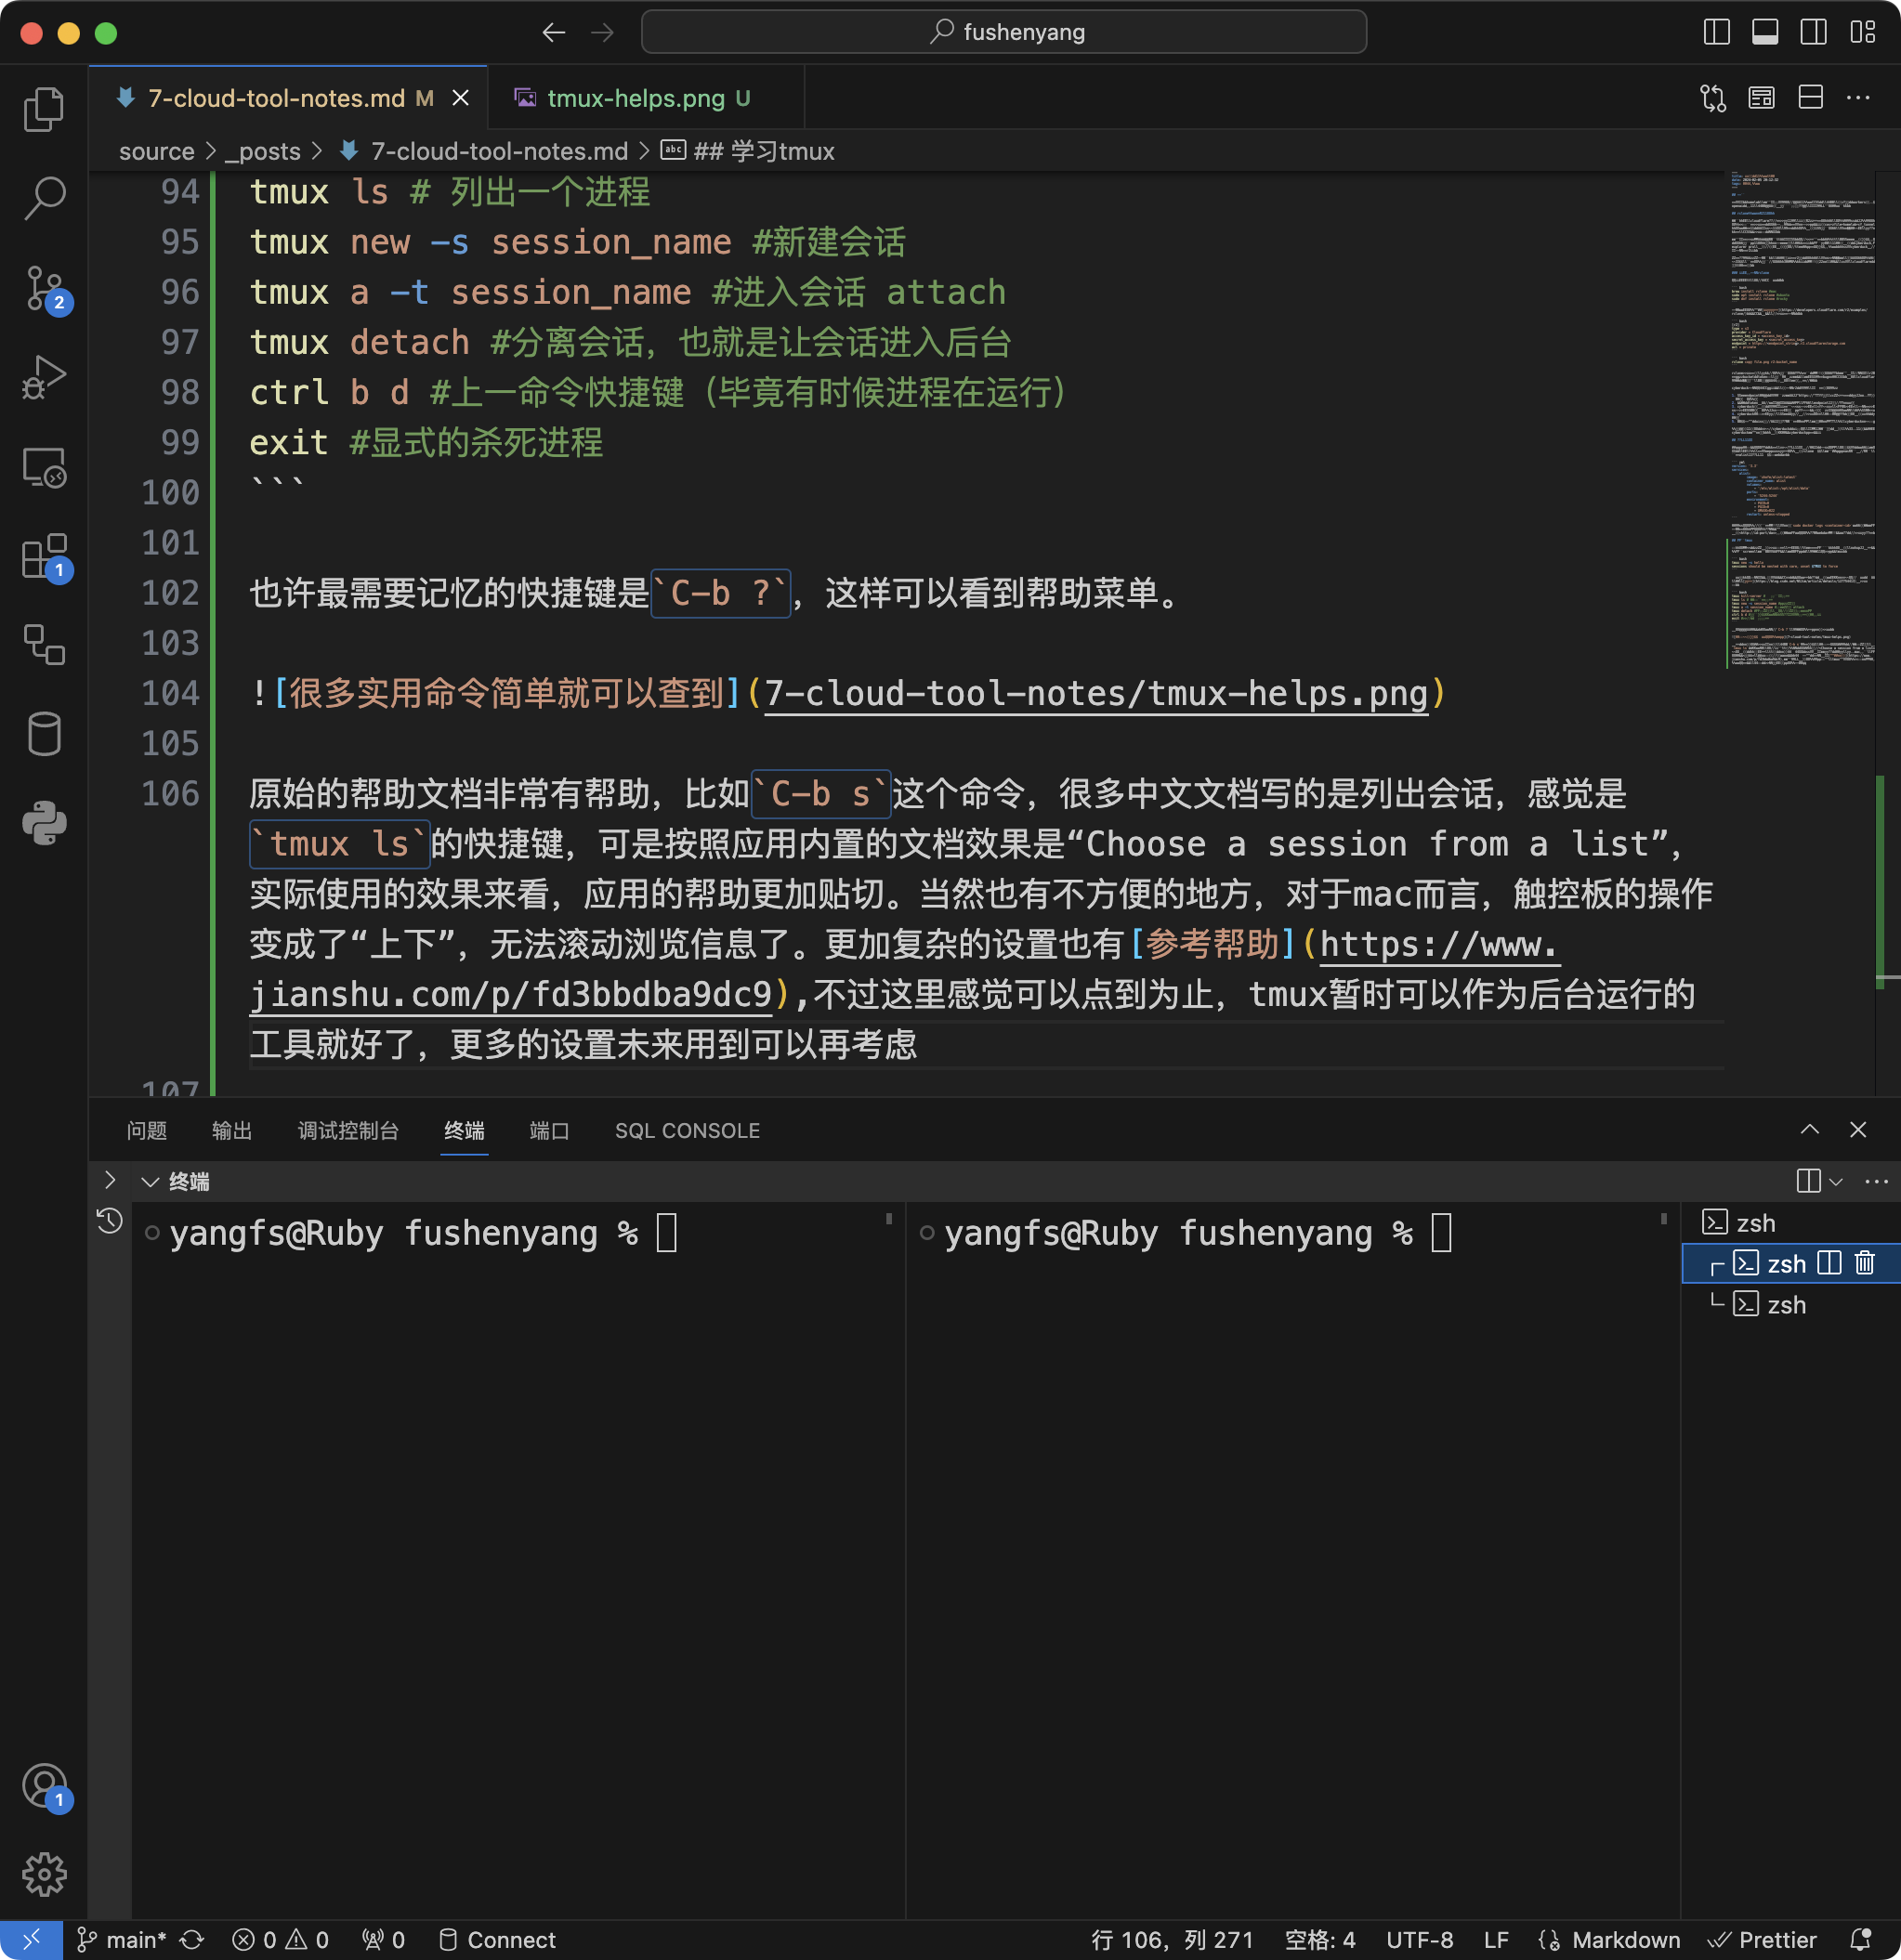 fushenyang
7-cloud-tool-notes.md M
tmux-helps.png U
source > _posts > 7-cloud-tool-notes.md > ## 学习tmux
94 tmux ls # 列出一个进程
95 tmux new -s session_name #新建会话
96 tmux a -t session_name #进入会话 attach
97 tmux detach #分离会话，也就是让会话进入后台
98 ctrl b d #上一命令快捷键（毕竟有时候进程在运行）
99 exit #显式的杀死进程
100 ```
101
102 也许最需要记忆的快捷键是`C-b ?`，这样可以看到帮助菜单。
103
104 ![很多实用命令简单就可以查到](7-cloud-tool-notes/tmux-helps.png)
105
106 原始的帮助文档非常有帮助，比如`C-b s`这个命令，很多中文文档写的是列出会话，感觉是
`tmux ls`的快捷键，可是按照应用内置的文档效果是“Choose a session from a list”，
实际使用的效果来看，应用的帮助更加贴切。当然也有不方便的地方，对于mac而言，触控板的操作
变成了“上下”，无法滚动浏览信息了。更加复杂的设置也有[参考帮助](https://www.
jianshu.com/p/fd3bbdba9dc9),不过这里感觉可以点到为止，tmux暂时可以作为后台运行的
工具就好了，更多的设置未来用到可以再考虑
107
2
1
问题 输出 调试控制台 终端 端口 SQL CONSOLE
终端
yangfs@Ruby fushenyang %
yangfs@Ruby fushenyang %
zsh
zsh
zsh
1
main* 0 0 0 Connect 行 106，列 271 空格: 4 UTF-8 LF Markdown Prettier